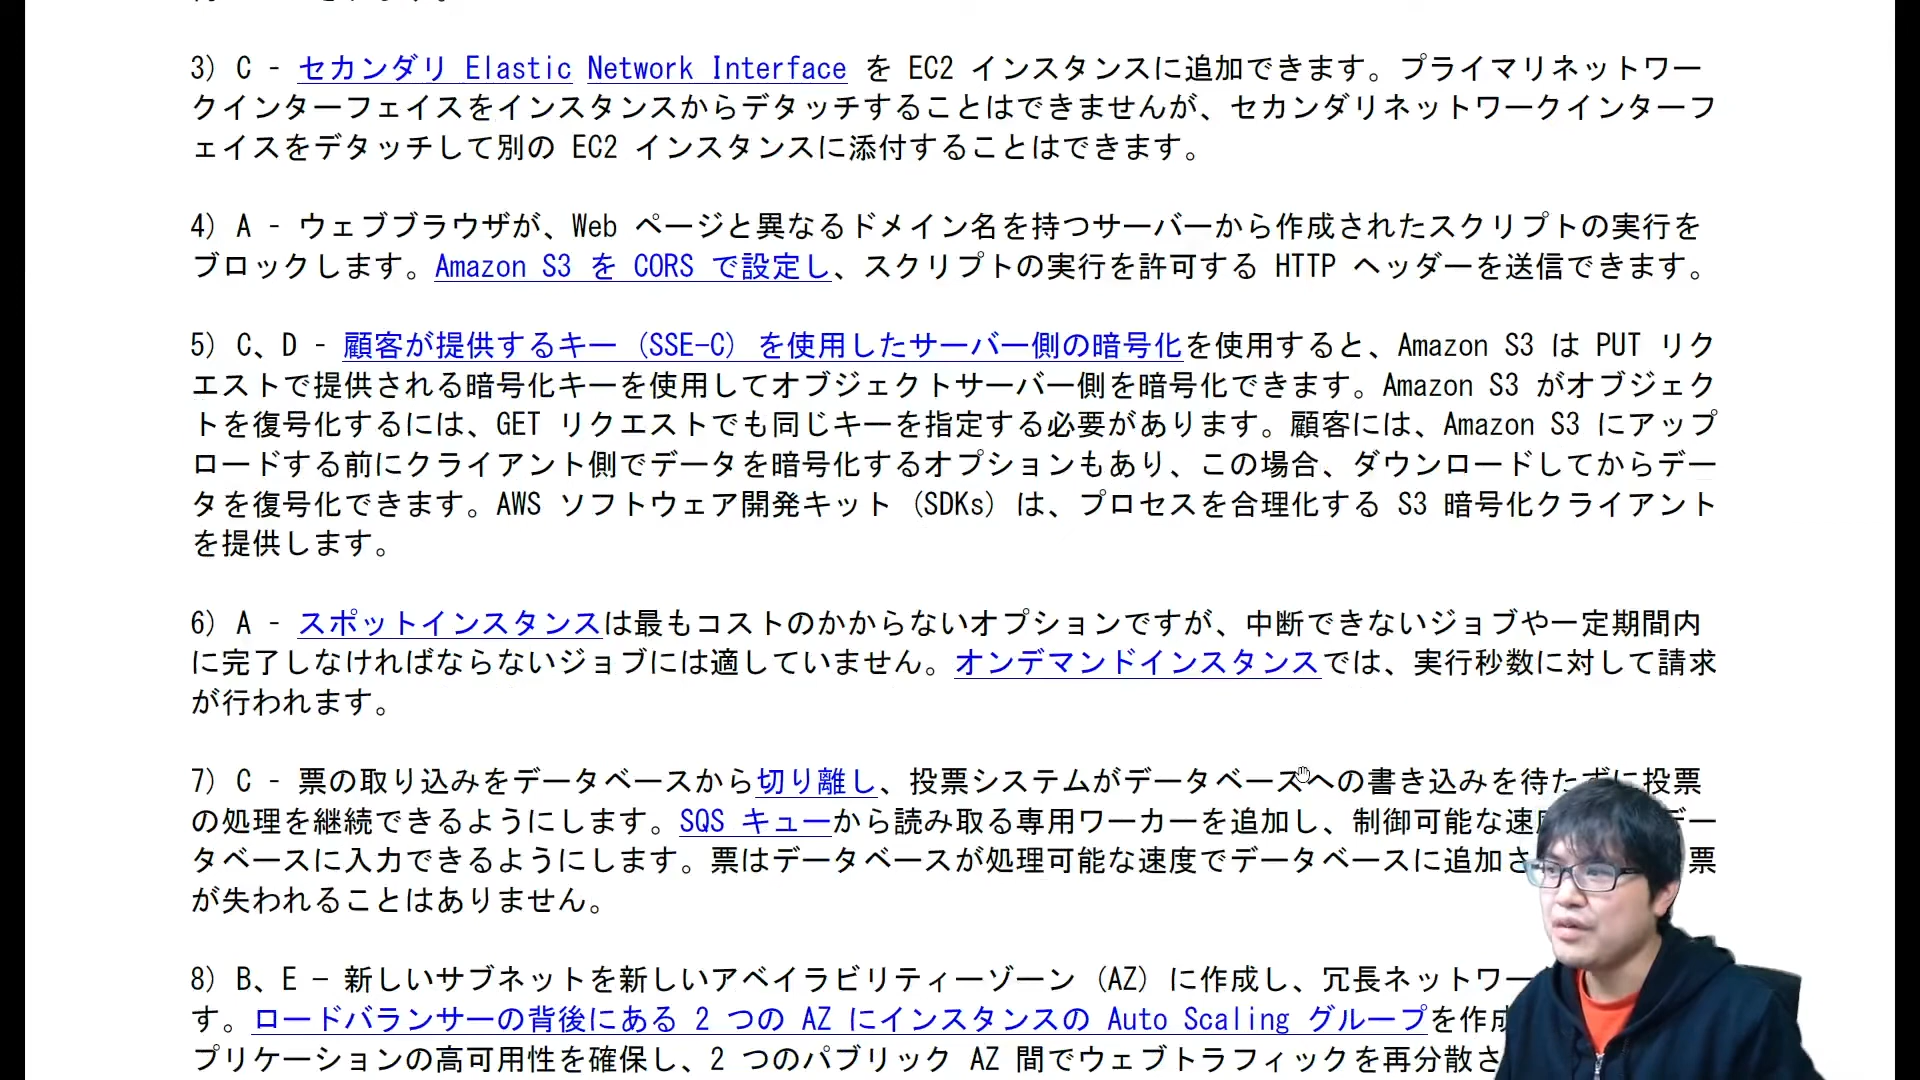 3) C - セカンダリ Elastic Network Interface を EC2 インスタンスに追加できます。プライマリネットワー
クインターフェイスをインスタンスからデタッチすることはできませんが、セカンダリネットワークインターフ
ェイスをデタッチして別の EC2 インスタンスに添付することはできます。
4) A - ウェブブラウザが、Web ページと異なるドメイン名を持つサーバーから作成されたスクリプトの実行を
ブロックします。Amazon S3 を CORS で設定し、スクリプトの実行を許可する HTTP ヘッダーを送信できます。
5) C、D - 顧客が提供するキー (SSE-C) を使用したサーバー側の暗号化を使用すると、Amazon S3 は PUT リク
エストで提供される暗号化キーを使用してオブジェクトサーバー側を暗号化できます。Amazon S3 がオブジェク
トを復号化するには、GET リクエストでも同じキーを指定する必要があります。顧客には、Amazon S3 にアップ
ロードする前にクライアント側でデータを暗号化するオプションもあり、この場合、ダウンロードしてからデー
タを復号化できます。AWS ソフトウェア開発キット (SDKs) は、プロセスを合理化する S3 暗号化クライアント
を提供します。
6) A - スポットインスタンスは最もコストのかからないオプションですが、中断できないジョブや一定期間内
に完了しなければならないジョブには適していません。オンデマンドインスタンスでは、実行秒数に対して請求
が行われます。
7) C - 票の取り込みをデータベースから切り離し、投票システムがデータベースへの書き込みを待たずに投票
の処理を継続できるようにします。SQS キューから読み取る専用ワーカーを追加し、制御可能な速 デー
タベースに入力できるようにします。票はデータベースが処理可能な速度でデータベースに追加さ 票
が失われることはありません。
8) B、E – 新しいサブネットを新しいアベイラビリティーゾーン (AZ) に作成し、冗長ネットワー
す。ロードバランサーの背後にある 2 つの AZ にインスタンスの Auto Scaling グループを作
プリケーションの高可用性を確保し、2 つのパブリック AZ 間でウェブトラフィックを再分散さ